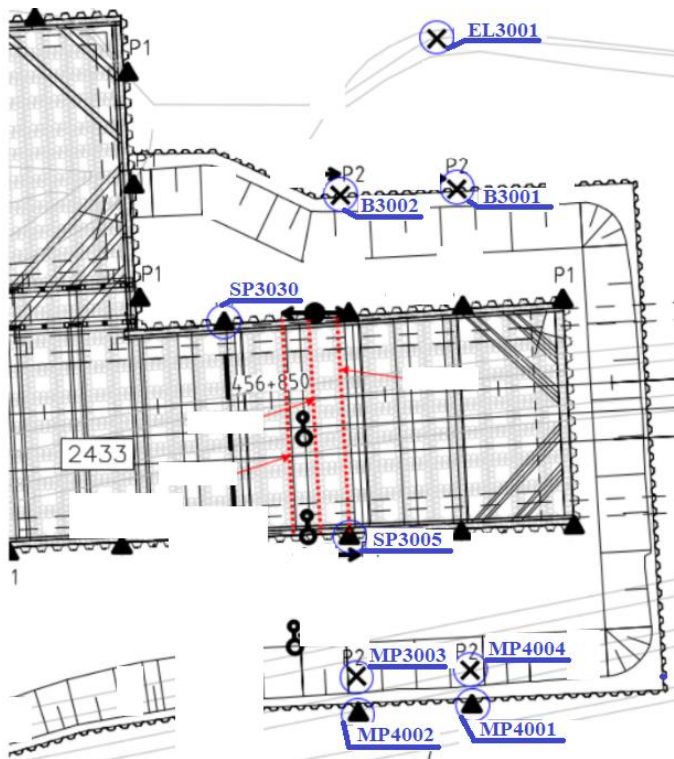 EL3001
P1
P1
P2
B3002
P2
B3001
P1
SP3030
P1
456+850
2433
SP3005
1
P2
MP3003
P2
MP4004
MP4002
MP4001